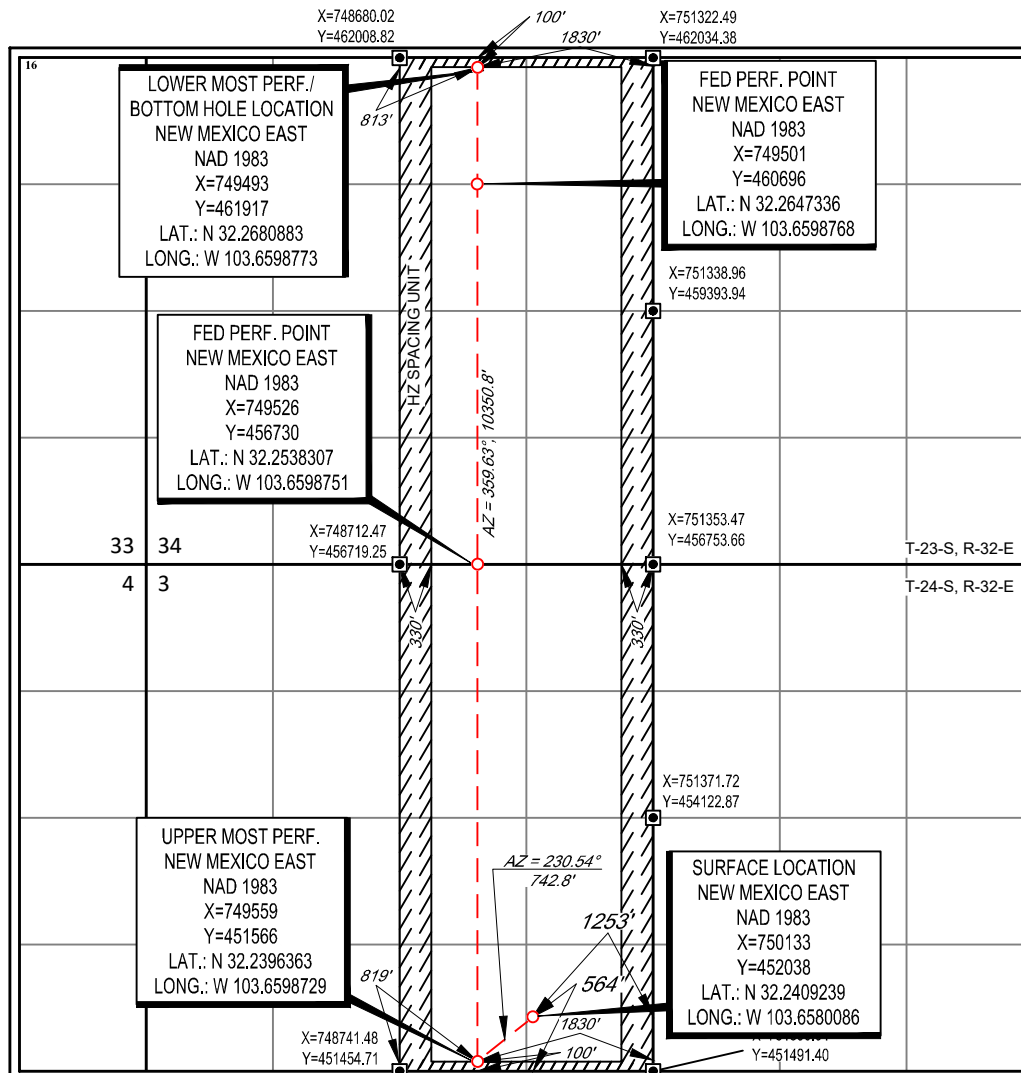 X=748680.02
Y=462008.82
100'
1830'
X=751322.49
Y=462034.38
16
LOWER MOST PERF./
BOTTOM HOLE LOCATION
NEW MEXICO EAST
NAD 1983
X=749493
Y=461917
LAT.: N 32.2680883
LONG.: W 103.6598773
813'
FED PERF. POINT
NEW MEXICO EAST
NAD 1983
X=749501
Y=460696
LAT.: N 32.2647336
LONG.: W 103.6598768
X=751338.96
Y=459393.94
HZ SPACING UNIT
FED PERF. POINT
NEW MEXICO EAST
NAD 1983
X=749526
Y=456730
LAT.: N 32.2538307
LONG.: W 103.6598751
AZ = 359.63°, 10350.8'
X=748712.47
Y=456719.25
X=751353.47
Y=456753.66
33 34
T-23-S, R-32-E
4 3
T-24-S, R-32-E
330'
330'
X=751371.72
Y=454122.87
UPPER MOST PERF.
NEW MEXICO EAST
NAD 1983
X=749559
Y=451566
LAT.: N 32.2396363
LONG.: W 103.6598729
AZ = 230.54°
742.8'
SURFACE LOCATION
NEW MEXICO EAST
NAD 1983
X=750133
Y=452038
LAT.: N 32.2409239
LONG.: W 103.6580086
1253'
564'
819'
1830'
100'
X=748741.48
Y=451454.71
Y=451491.40